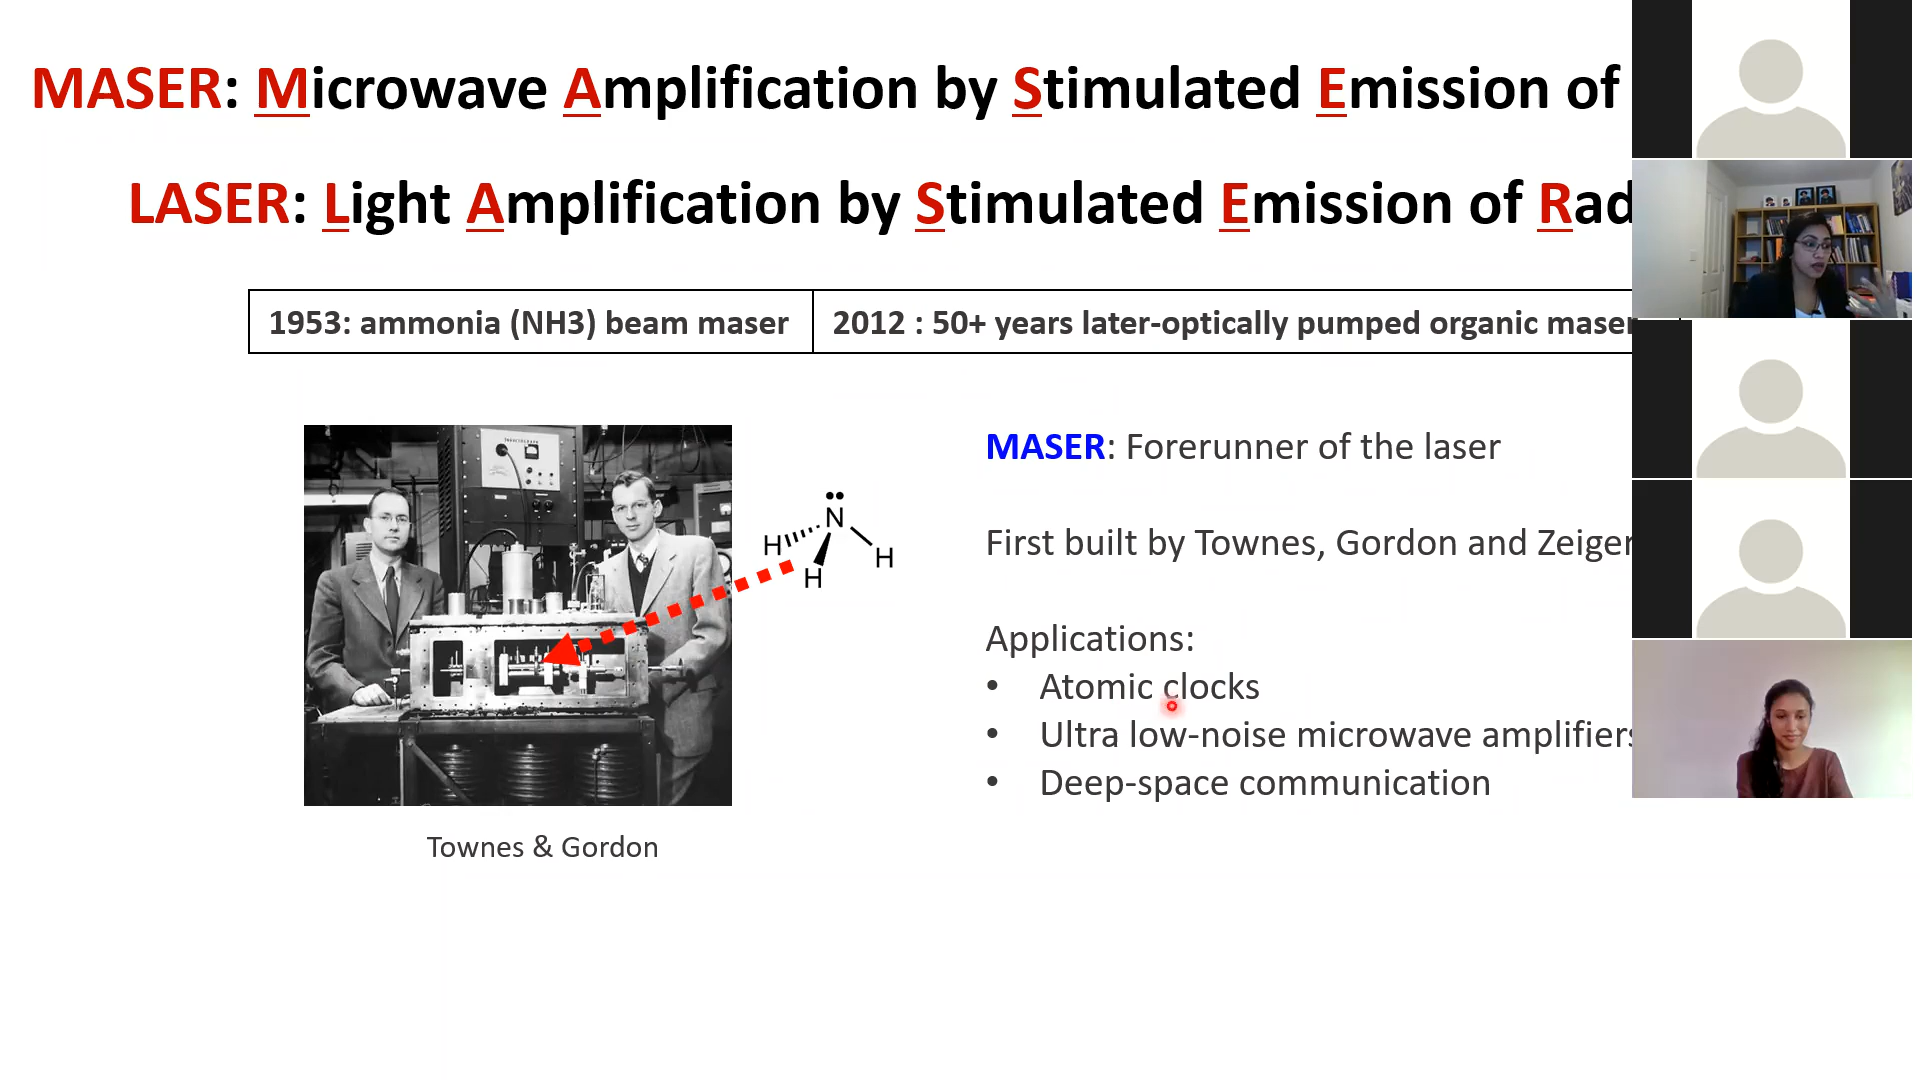 MASER: Microwave Amplification by Stimulated Emission of
LASER: Light Amplification by Stimulated Emission of Rad
1953: ammonia (NH3) beam maser
2012 : 50+ years later-optically pumped organic maser
MASER: Forerunner of the laser
First built by Townes, Gordon and Zeiger
Applications:
• Atomic clocks
• Ultra low-noise microwave amplifiers
• Deep-space communication
N
H
H
H
Townes & Gordon